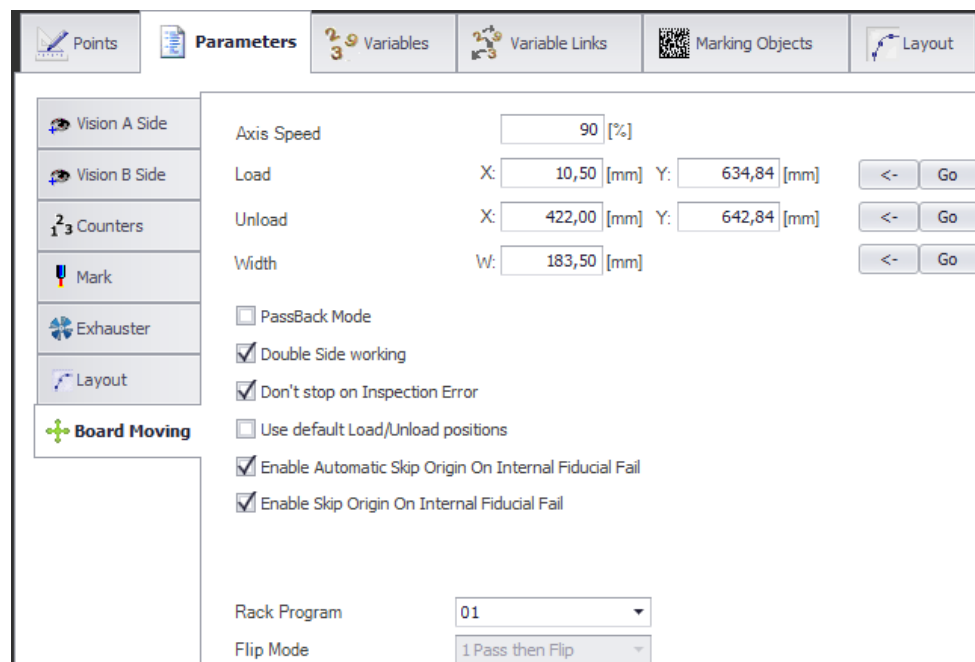 Points Parameters Variables Variable Links Marking Objects Layout
Vision A Side
Vision B Side
Counters
Mark
Exhauster
Layout
Board Moving
Axis Speed 90 [%]
Load X: 10,50 [mm] Y: 634,84 [mm] <- Go
Unload X: 422,00 [mm] Y: 642,84 [mm] <- Go
Width W: 183,50 [mm] <- Go
PassBack Mode
Double Side working
Don't stop on Inspection Error
Use default Load/Unload positions
Enable Automatic Skip Origin On Internal Fiducial Fail
Enable Skip Origin On Internal Fiducial Fail
Rack Program 01
Flip Mode 1 Pass then Flip